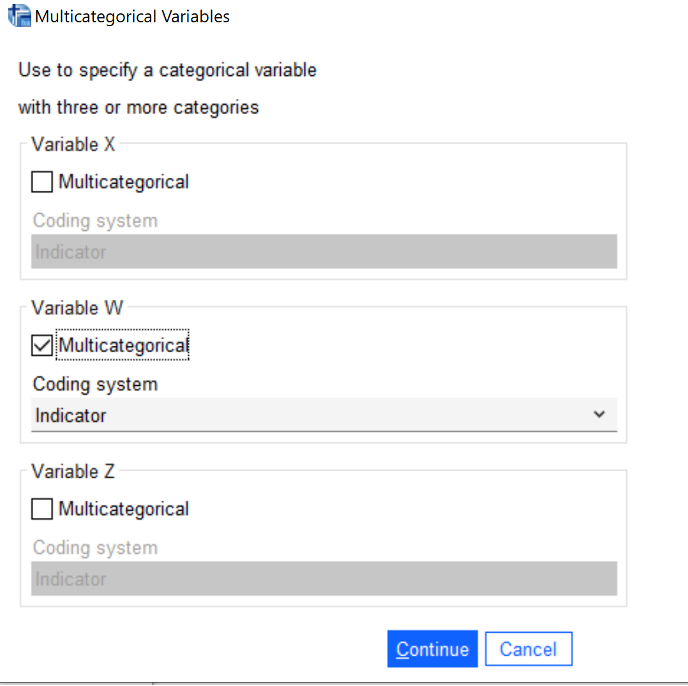 Multicategorical Variables
Use to specify a categorical variable
with three or more categories
Variable X
Multicategorical
Coding system
Indicator
Variable W
Multicategorical
Coding system
Indicator
Variable Z
Multicategorical
Coding system
Indicator
Continue Cancel